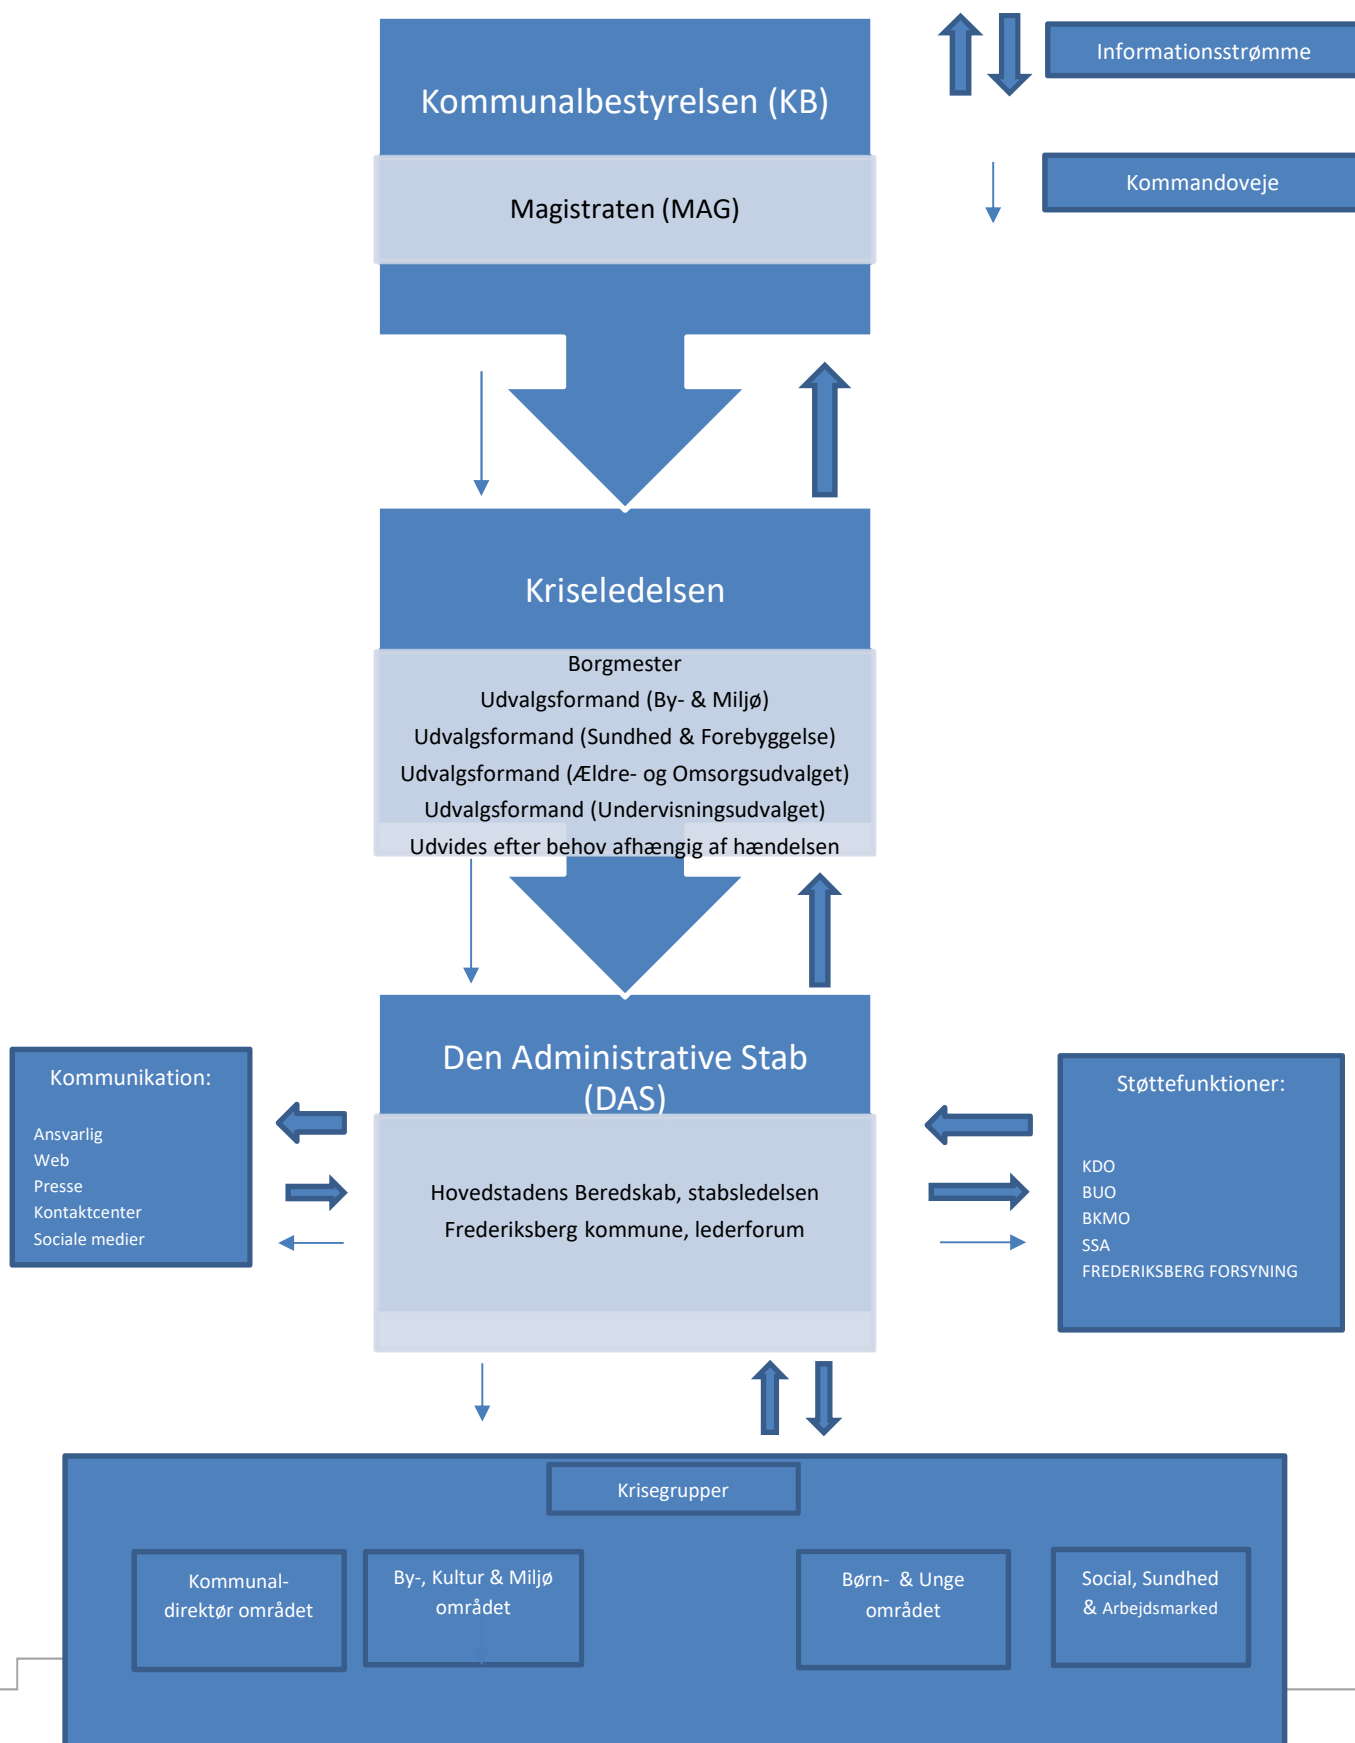 Kommunalbestyrelsen (KB)
Magistraten (MAG)
Informationsstrømme
Kommandoveje
Kriseledelsen
Borgmester
Udvalgsformand (By- & Miljø)
Udvalgsformand (Sundhed & Forebyggelse)
Udvalgsformand (Ældre- og Omsorgsudvalget)
Udvalgsformand (Undervisningsudvalget)
Udvides efter behov afhængig af hændelsen
Den Administrative Stab
(DAS)
Hovedstadens Beredskab, stabsledelsen
Frederiksberg kommune, lederforum
Kommunikation:
Ansvarlig
Web
Presse
Kontaktcenter
Sociale medier
Støttefunktioner:
KDO
BUO
BKMO
SSA
FREDERIKSBERG FORSYNING
Krisegrupper
Kommunal-
direktør området
By-, Kultur & Miljø
området
Børn- & Unge
området
Social, Sundhed
& Arbejdsmarked